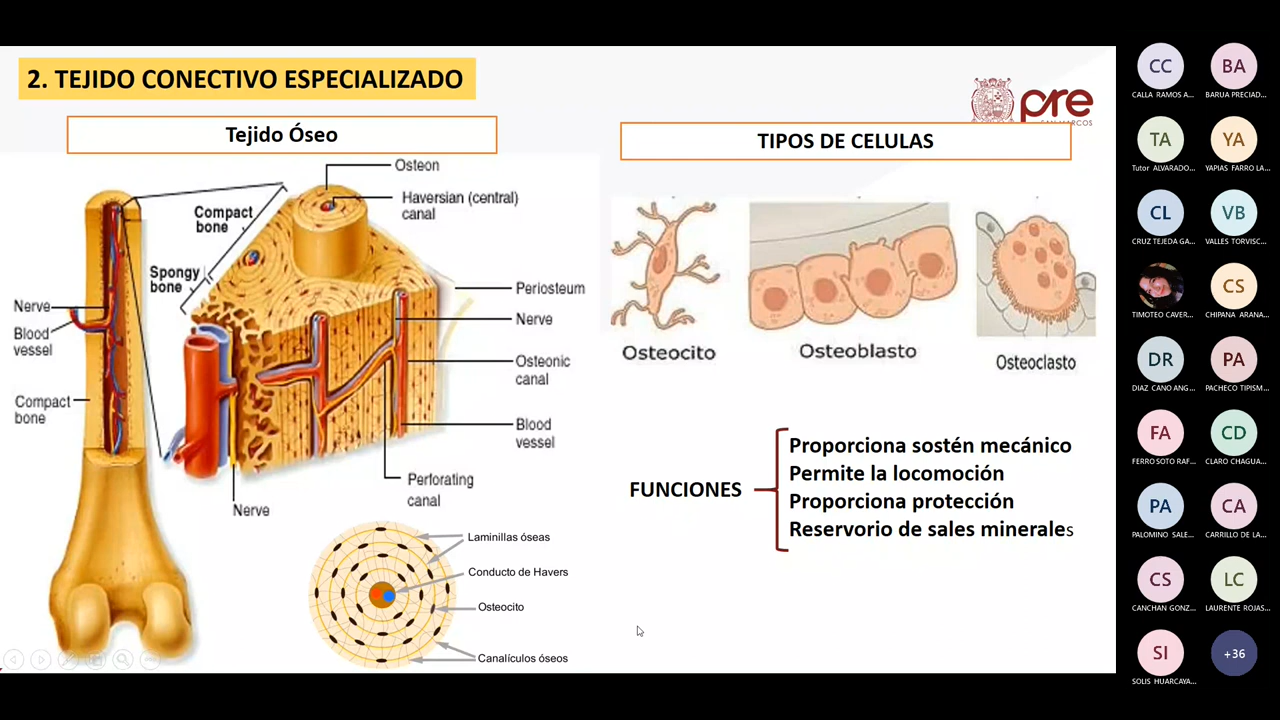 2. TEJIDO CONECTIVO ESPECIALIZADO
Tejido Óseo
Osteon
Haversian (central)
canal
Compact
bone
Spongy
bone
Nerve
Blood
vessel
Compact
bone
Periosteum
Nerve
Osteonic
canal
Blood
vessel
Perforating
canal
Nerve
Laminillas óseas
Conducto de Havers
Osteocito
Canalículos óseos
pre
SAN MARCOS
TIPOS DE CELULAS
Osteocito
Osteoblasto
Osteoclasto
FUNCIONES
Proporciona sostén mecánico
Permite la locomoción
Proporciona protección
Reservorio de sales minerales
CC
CALLA RAMOS A...
BA
BARUA PRECIAD...
TA
Tutor ALVARADO...
YA
YAPIAS FARRO LA...
CL
CRUZ TEJEDA GA...
VB
VALLES TORVISC...
TIMOTEO CAVER...
CS
CHIPANA ARANA...
DR
DIAZ CANO ANG...
PA
PACHECO TIPISM...
FA
FERRO SOTO RAF...
CD
CLARO CHAGUA...
PA
PALOMINO SALE...
CA
CARRILLO DE LA...
CS
CANCHAN GONZ...
LC
LAURENTE ROJAS...
SI
SOLIS HUARCAYA...
+36